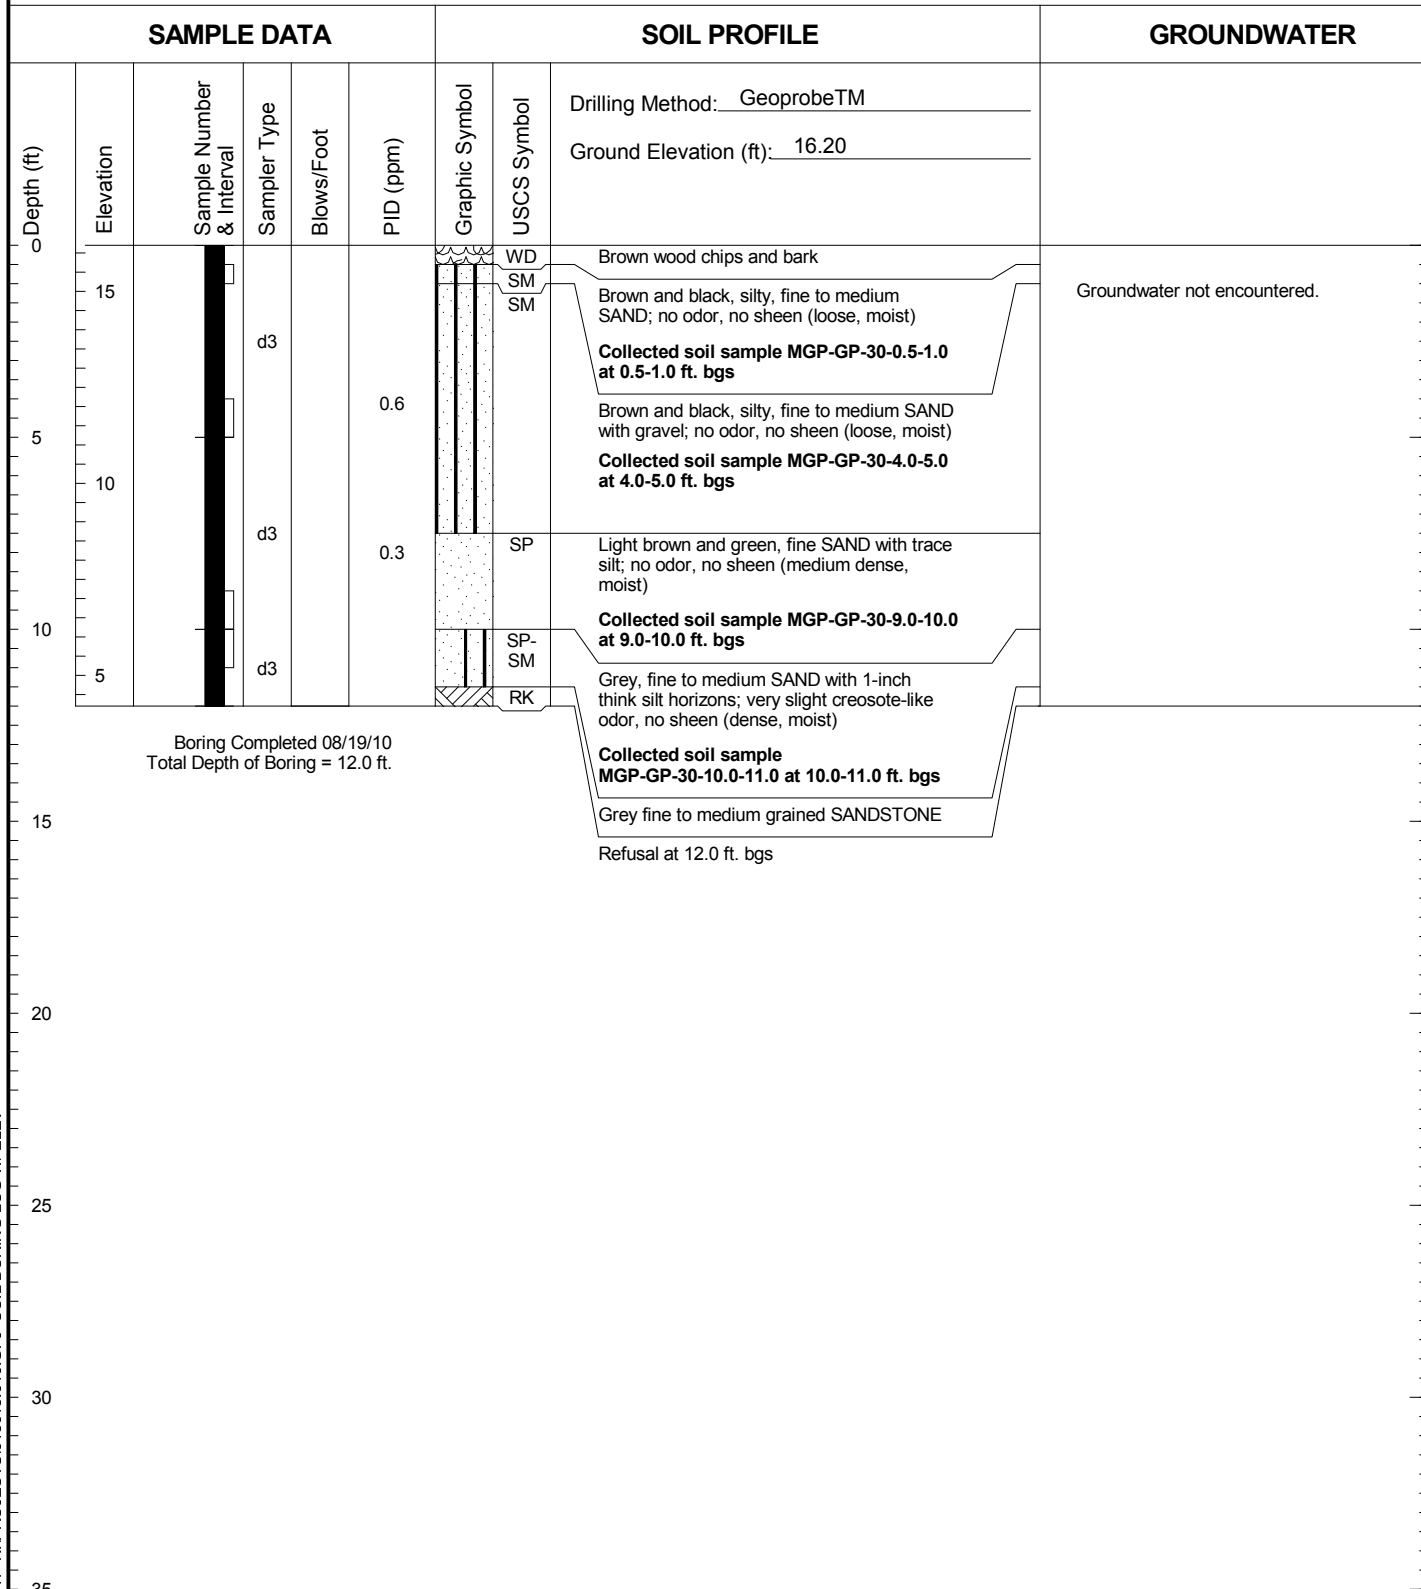 SAMPLE DATA
SOIL PROFILE
GROUNDWATER
Depth (ft)
Elevation
Sample Number
& Interval
Sampler Type
Blows/Foot
PID (ppm)
Graphic Symbol
USCS Symbol
Drilling Method: GeoprobeTM
Ground Elevation (ft): 16.20
0
WD
Brown wood chips and bark
SM
15
Groundwater not encountered.
SM
Brown and black, silty, fine to medium
SAND; no odor, no sheen (loose, moist)
d3
Collected soil sample MGP-GP-30-0.5-1.0
at 0.5-1.0 ft. bgs
0.6
Brown and black, silty, fine to medium SAND
with gravel; no odor, no sheen (loose, moist)
5
Collected soil sample MGP-GP-30-4.0-5.0
at 4.0-5.0 ft. bgs
10
d3
0.3
SP
Light brown and green, fine SAND with trace
silt; no odor, no sheen (medium dense,
moist)
Collected soil sample MGP-GP-30-9.0-10.0
at 9.0-10.0 ft. bgs
10
SP-
SM
d3
5
Grey, fine to medium SAND with 1-inch
think silt horizons; very slight creosote-like
odor, no sheen (dense, moist)
RK
Boring Completed 08/19/10
Total Depth of Boring = 12.0 ft.
Collected soil sample
MGP-GP-30-10.0-11.0 at 10.0-11.0 ft. bgs
15
Grey fine to medium grained SANDSTONE
Refusal at 12.0 ft. bgs
20
25
30
35